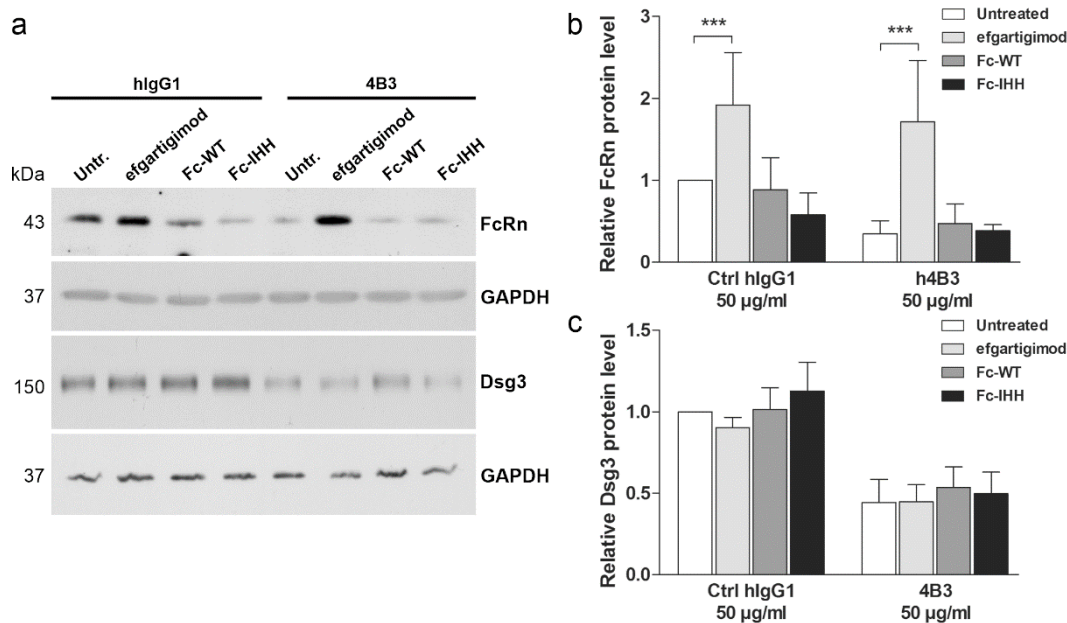 a
hIgG1 4B3
Untr. efgartigimod Fc-WT Fc-IHH Untr. efgartigimod Fc-WT Fc-IHH
kDa
43 FcRn
37 GAPDH
150 Dsg3
37 GAPDH
b
Relative FcRn protein level
3
2
1
0
*** ***
Untreated
efgartigimod
Fc-WT
Fc-IHH
Ctrl hIgG1 h4B3
50 µg/ml 50 µg/ml
c
Relative Dsg3 protein level
1.5
1.0
0.5
0.0
Untreated
efgartigimod
Fc-WT
Fc-IHH
Ctrl hIgG1 4B3
50 µg/ml 50 µg/ml